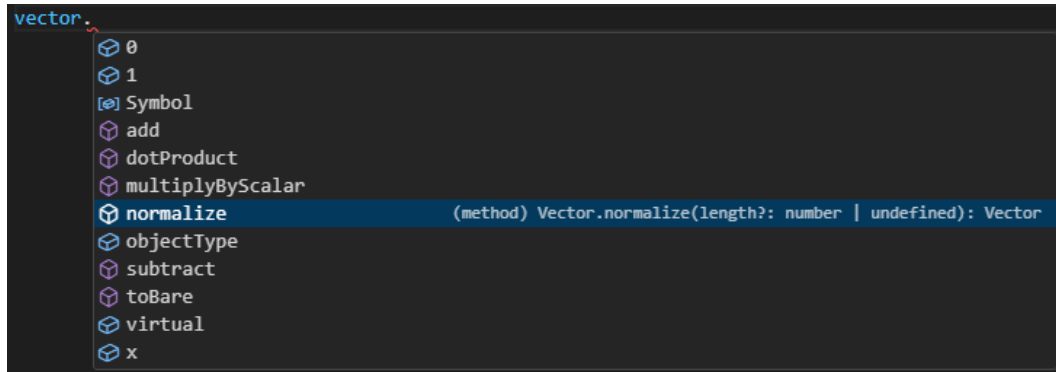 vector.
0
1
Symbol
add
dotProduct
multiplyByScalar
normalize (method) Vector.normalize(length?: number | undefined): Vector
objectType
subtract
toBare
virtual
x